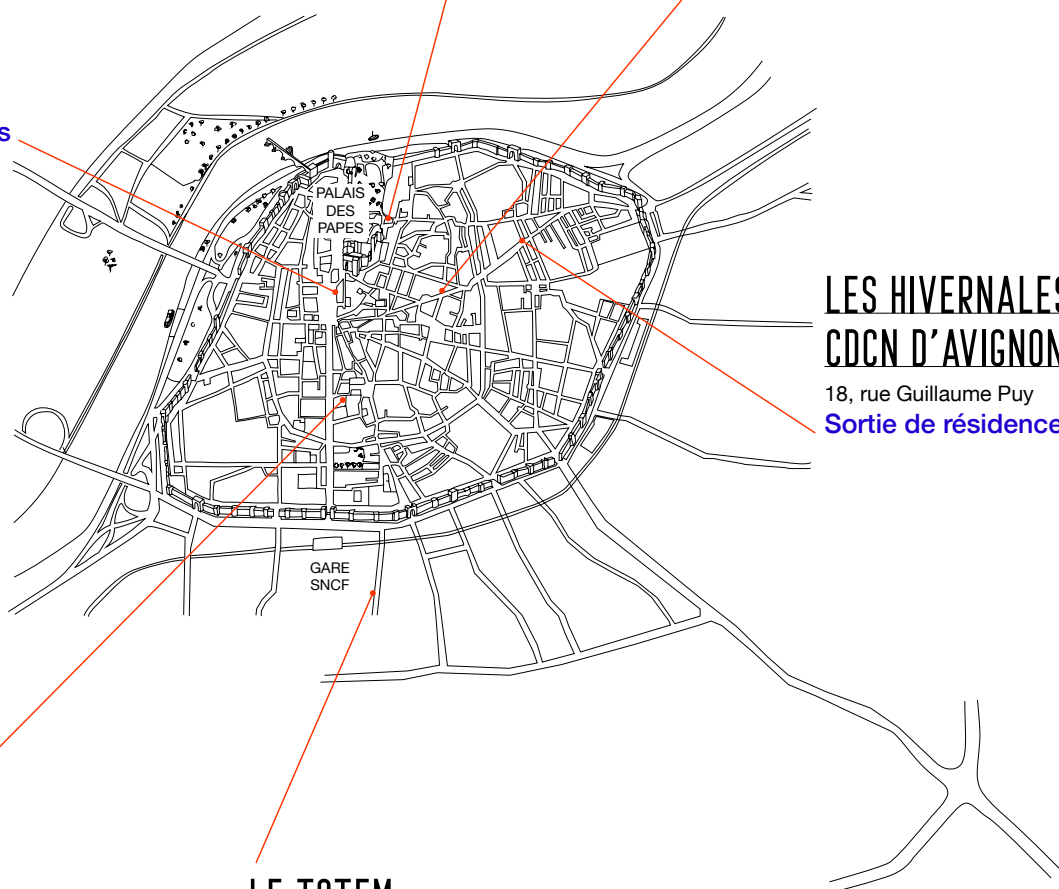 s
PALAIS
DES
PAPES
LES HIVERNALES
CDCN D'AVIGNON
18, rue Guillaume Puy
Sortie de résidence
GARE
SNCF
LE TOTEM